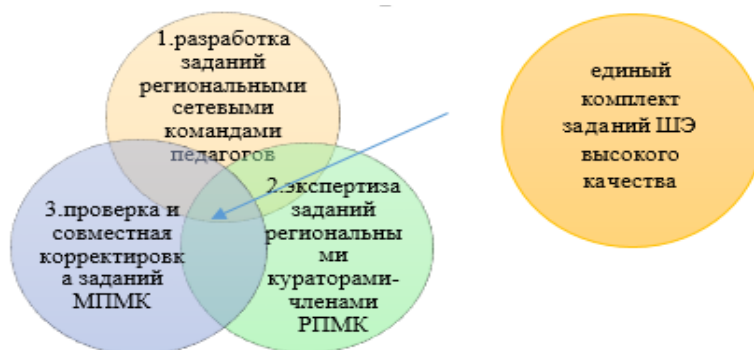 1.разработка
заданий
региональными
сетевыми
командами
педагогов
2.экспертиза
заданий
региональны
ми
кураторами-
членами
РПМК
3.проверка и
совместная
корректировк
а заданий
МПМК
единый
комплект
заданий ШЭ
высокого
качества